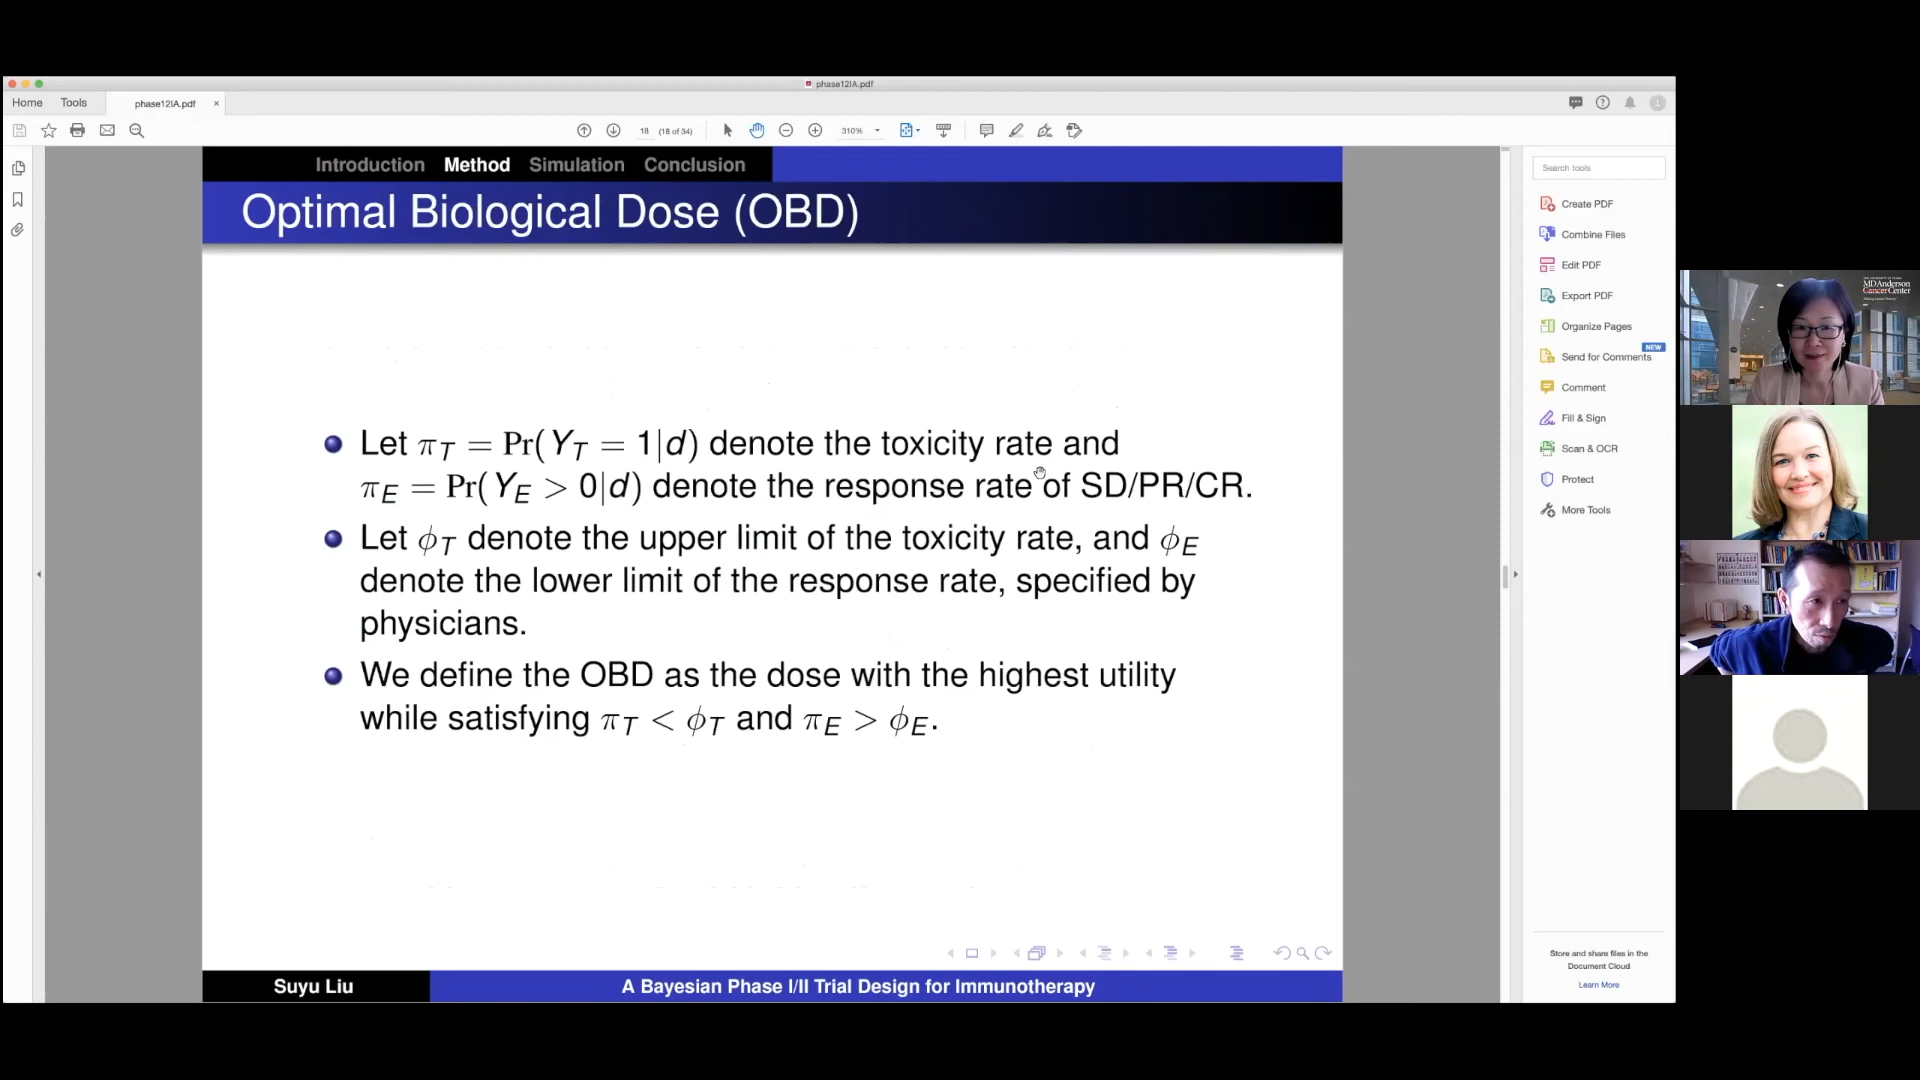 phase12IA.pdf
Home
Tools
phase12IA.pdf
18
(18 of 34)
310%
Introduction Method Simulation Conclusion
Optimal Biological Dose (OBD)
Let π_T = Pr(Y_T = 1|d) denote the toxicity rate and
π_E = Pr(Y_E > 0|d) denote the response rate of SD/PR/CR.
Let ϕ_T denote the upper limit of the toxicity rate, and ϕ_E
denote the lower limit of the response rate, specified by
physicians.
We define the OBD as the dose with the highest utility
while satisfying π_T < ϕ_T and π_E > ϕ_E.
Suyu Liu
A Bayesian Phase I/II Trial Design for Immunotherapy
Search tools
Create PDF
Combine Files
Edit PDF
Export PDF
Organize Pages
NEW
Send for Comments
Comment
Fill & Sign
Scan & OCR
Protect
More Tools
Store and share files in the
Document Cloud
Learn More
MD Anderson
Cancer Center